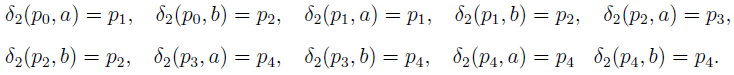 δ₂(p₀, a) = p₁, δ₂(p₀, b) = p₂, δ₂(p₁, a) = p₁, δ₂(p₁, b) = p₂, δ₂(p₂, a) = p₃,
δ₂(p₂, b) = p₂, δ₂(p₃, a) = p₄, δ₂(p₃, b) = p₄, δ₂(p₄, a) = p₄ δ₂(p₄, b) = p₄.